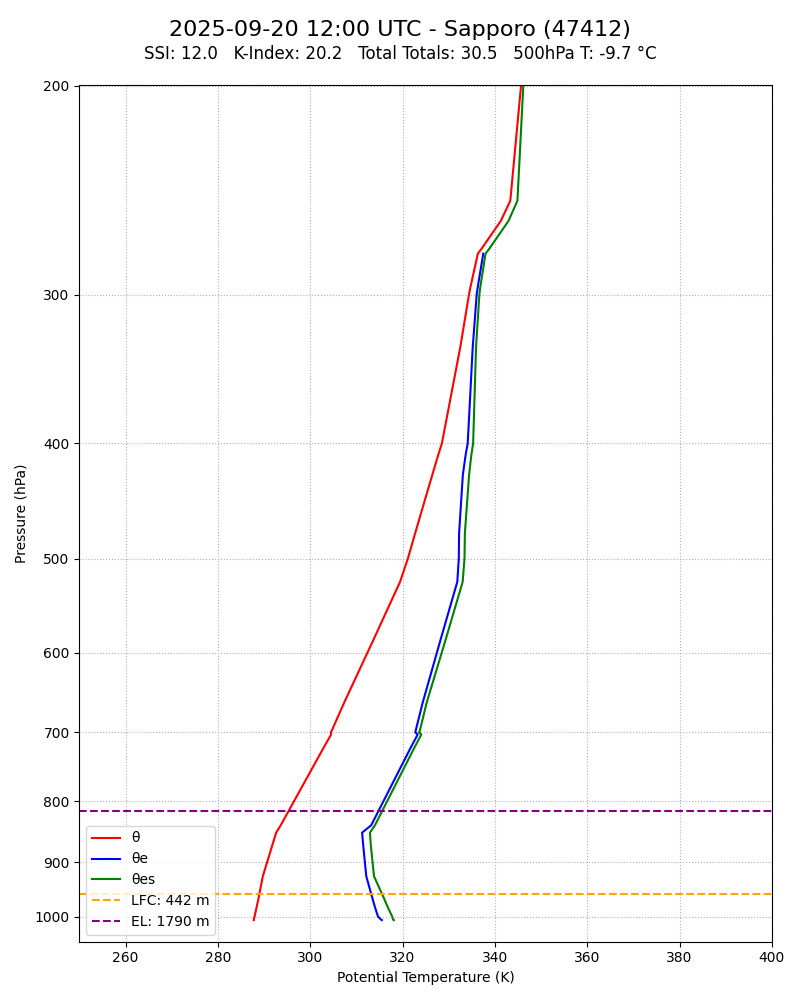 2025-09-20 12:00 UTC - Sapporo (47412)
SSI: 12.0   K-Index: 20.2   Total Totals: 30.5   500hPa T: -9.7 °C
200
300
400
500
600
700
800
900
1000
Pressure (hPa)
θ
θe
θes
LFC: 442 m
EL: 1790 m
260 280 300 320 340 360 380 400
Potential Temperature (K)